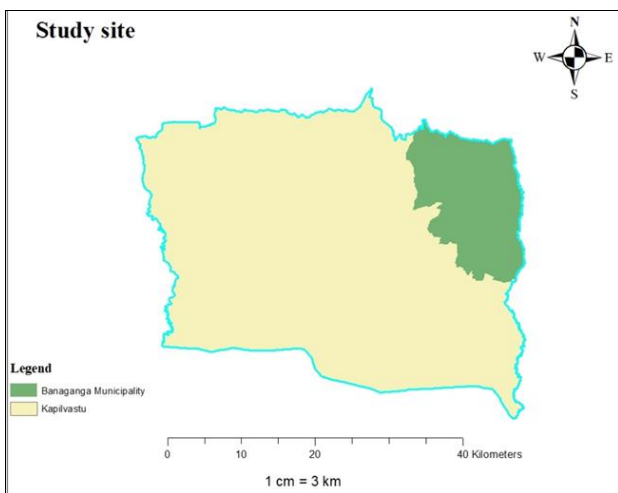 Study site
N
W E
S
Legend
Banaganga Municipality
Kapilvastu
0 10 20 40 Kilometers
1 cm = 3 km